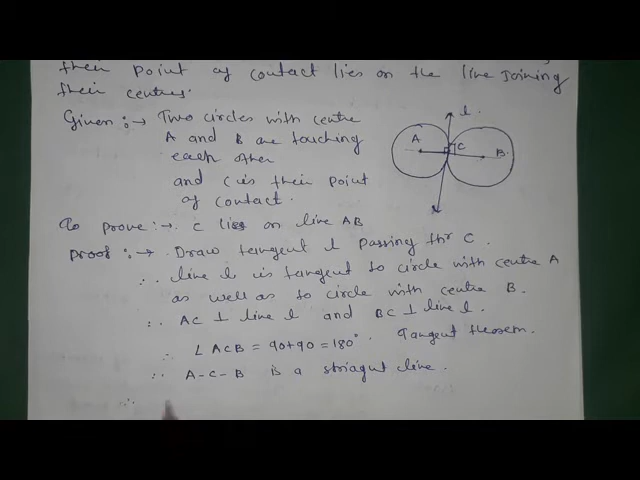 their point of contact lies on the line joining
their centres.
Given :→ Two circles with centre
A and B are touching
each other
and C is their point
of contact.
l.
A
C
B
To prove :→ C lies on line AB
Proof :→ Draw tangent l passing thr C.
∴ line l is tangent to circle with centre A
as well as to circle with centre B.
∴ AC ⊥ line l and BC ⊥ line l.
∴ ∠ACB = 90+90 = 180°. Tangent theorem.
∴ A-C-B is a striagnt line.
∴